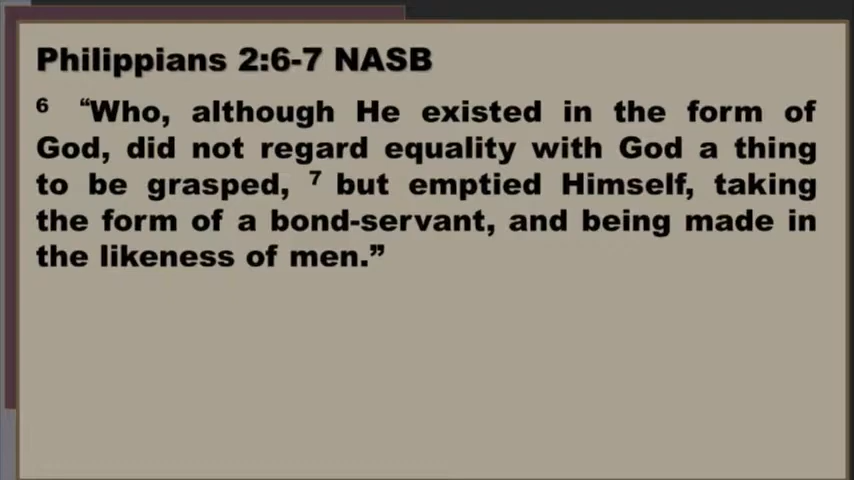 Philippians 2:6-7 NASB
6 “Who, although He existed in the form of
God, did not regard equality with God a thing
to be grasped, 7 but emptied Himself, taking
the form of a bond-servant, and being made in
the likeness of men.”